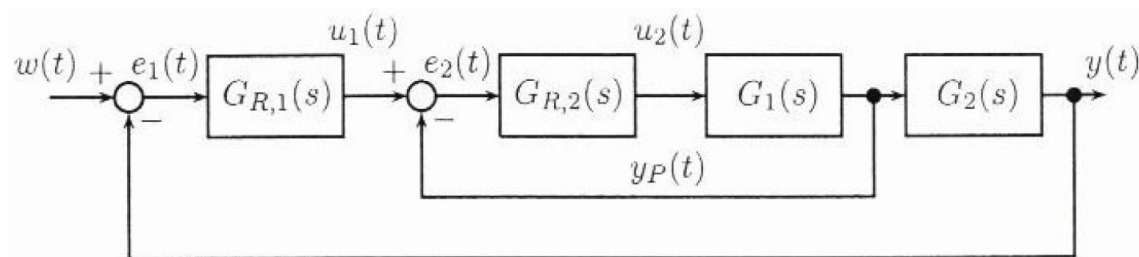 w(t) + e_1(t) u_1(t) + e_2(t) u_2(t) y(t)
G_{R,1}(s) G_{R,2}(s) G_1(s) G_2(s)
− −
y_P(t)